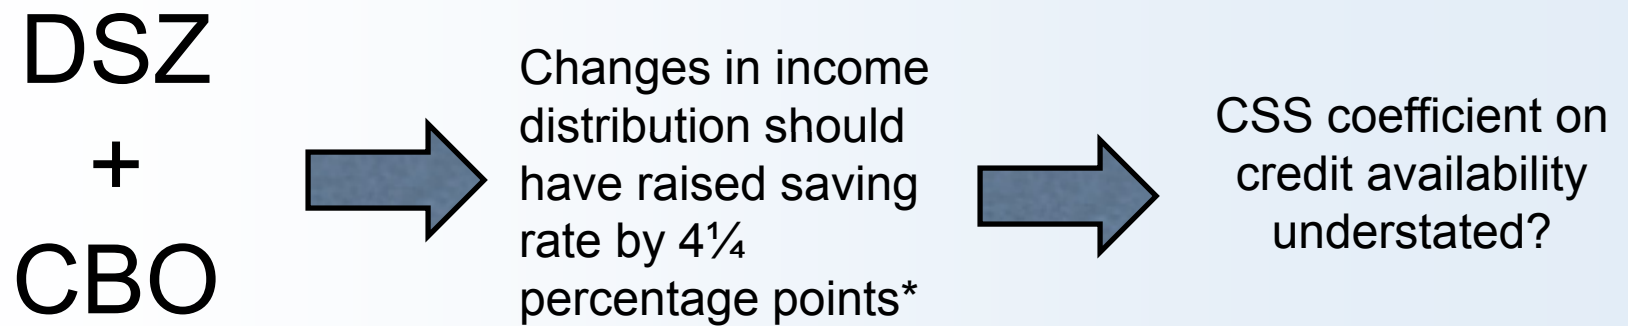 DSZ
+
CBO
Changes in income
distribution should
have raised saving
rate by 4¼
percentage points*
CSS coefficient on
credit availability
understated?